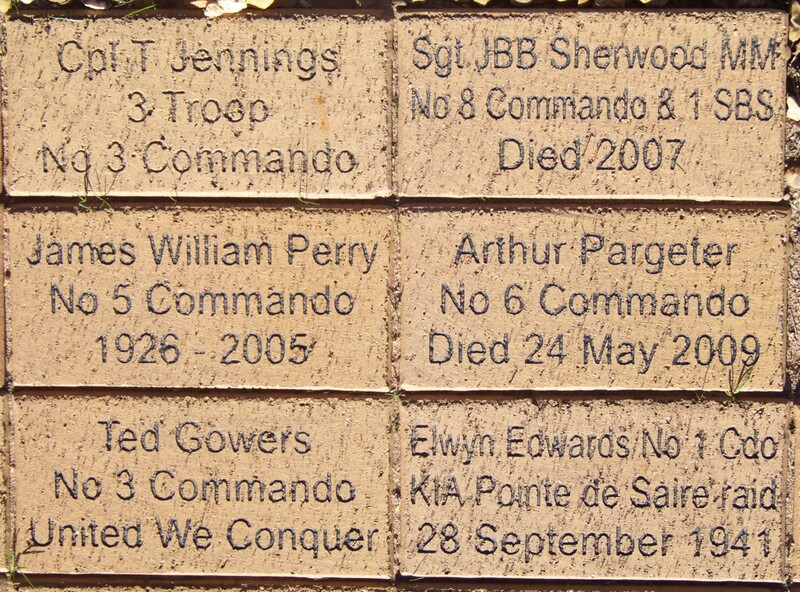 Cpl T Jennings
3 Troop
No 3 Commando
Sgt JBB Sherwood MM
No 8 Commando & 1 SBS
Died 2007
James William Perry
No 5 Commando
1926 - 2005
Arthur Pargeter
No 6 Commando
Died 24 May 2009
Ted Gowers
No 3 Commando
United We Conquer
Elwyn Edwards No 1 Cdo
KIA Pointe de Saire raid
28 September 1941